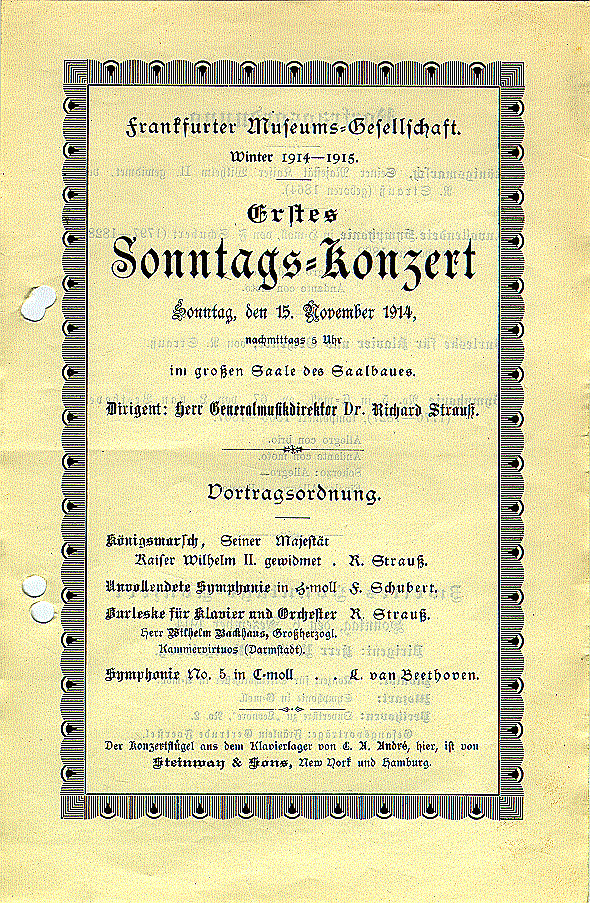 Frankfurter Museums-Gesellschaft.
Winter 1914—1915.
Erstes
Sonntags-Konzert
Sonntag, den 15. November 1914,
nachmittags 5 Uhr
im großen Saale des Saalbaues.
Dirigent: Herr Generalmusikdirektor Dr. Richard Strauß.
Vortragsordnung.
Königsmarsch, Seiner Majestät
Kaiser Wilhelm II. gewidmet . R. Strauß.
Unvollendete Symphonie in H-moll F. Schubert.
Burleske für Klavier und Orchester R. Strauß.
Herr Wilhelm Backhaus, Großherzogl.
Kammervirtuos (Darmstadt).
Symphonie No. 5 in C-moll . . L. van Beethoven.
Der Konzertflügel aus dem Klavierlager von C. A. André, hier, ist von
Steinway & Sons, New York und Hamburg.